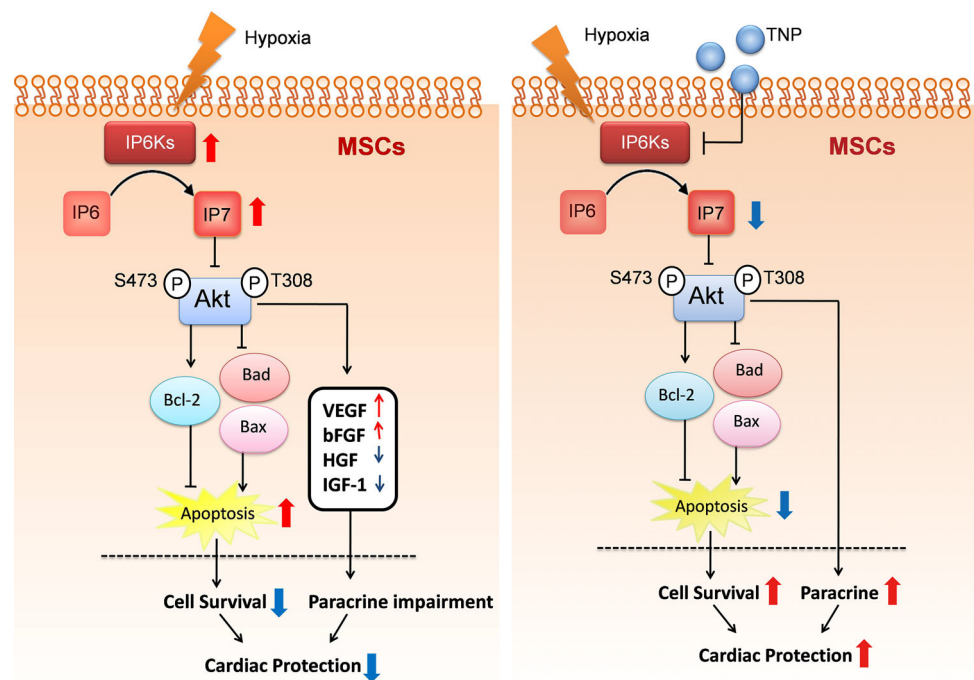 Hypoxia
IP6Ks
MSCs
IP6
IP7
S473
P
P
T308
Akt
Bcl-2
Bad
Bax
VEGF
bFGF
HGF
IGF-1
Apoptosis
Cell Survival
Paracrine impairment
Cardiac Protection
Hypoxia
TNP
IP6Ks
MSCs
IP6
IP7
S473
P
P
T308
Akt
Bcl-2
Bad
Bax
Apoptosis
Cell Survival
Paracrine
Cardiac Protection